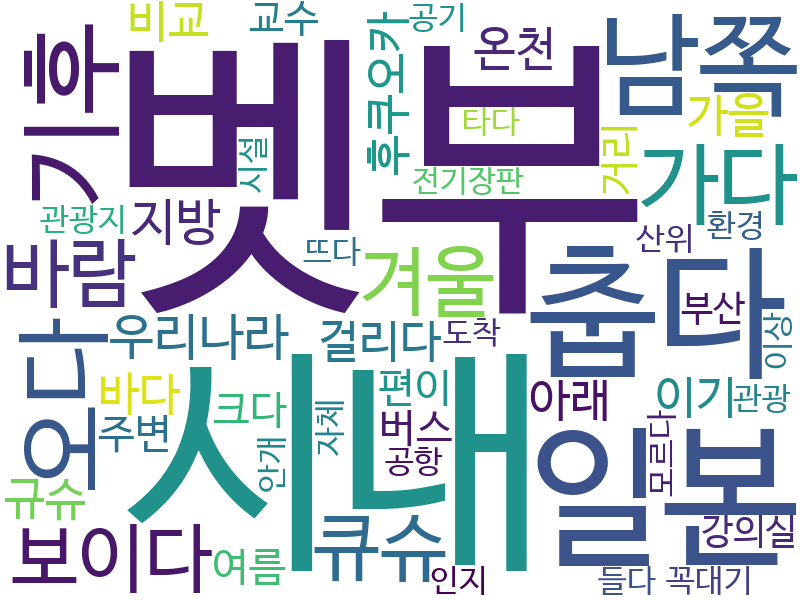 비교
교수
공기
벳부
기후
후쿠오카
온천
남쪽
타다
가을
시설
전기장판
거리
가다
관광지
지방
뜨다
산위
환경
바람
겨울
춥다
부산
오다
우리나라
걸리다
도착
이상
바다
크다
편이
아래
이기
관광
주변
시내
안개
자체
버스
공항
일본
모르다
규슈
큐슈
강의실
보이다
여름
인지
들다
꼭대기